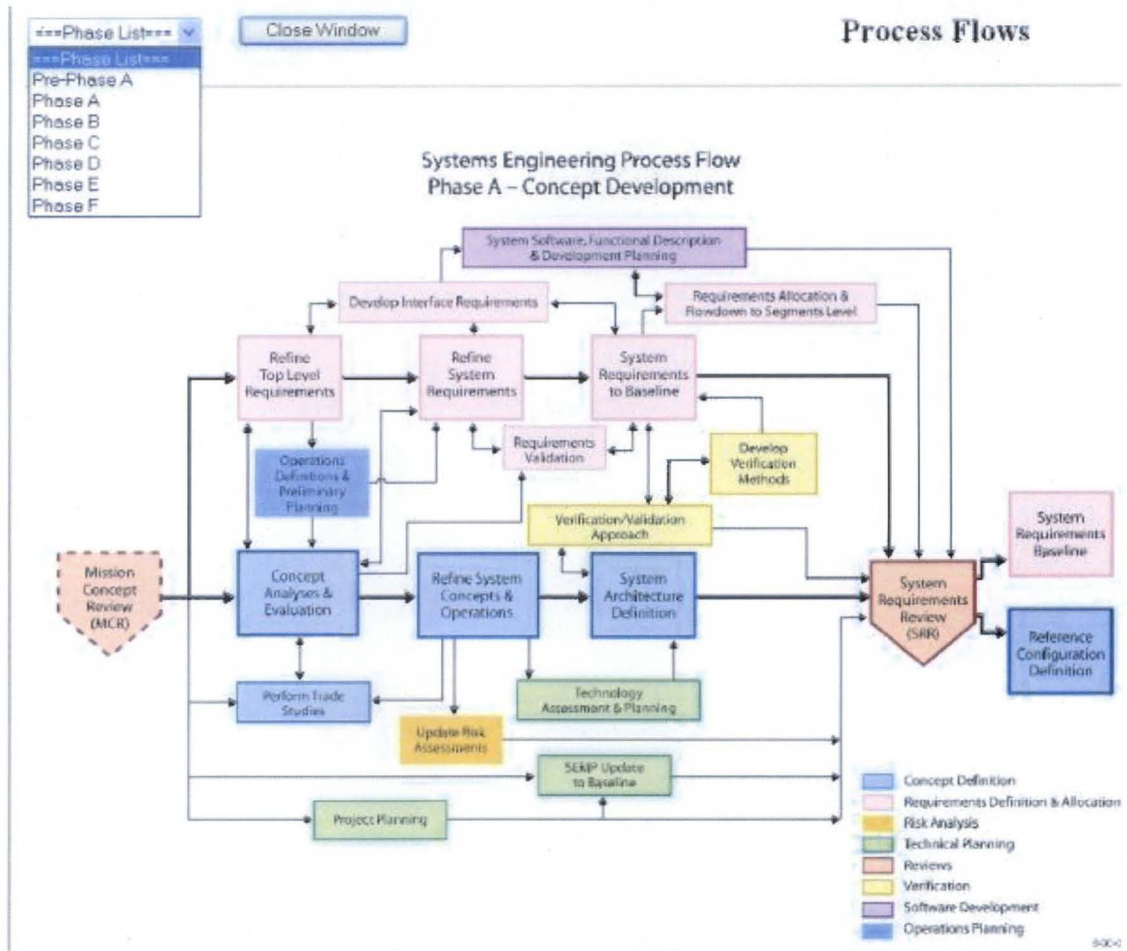 ===Phase List===
Close Window
Process Flows
===Phase List===
Pre-Phase A
Phase A
Phase B
Phase C
Phase D
Phase E
Phase F
Systems Engineering Process Flow
Phase A – Concept Development
System Software, Functional Description
& Development Planning
Develop Interface Requirements
Requirements Allocation &
Flowdown to Segments Level
Refine
Top Level
Requirements
Refine
System
Requirements
System
Requirements
to Baseline
Requirements
Validation
Develop
Verification
Methods
Operations
Definitions &
Preliminary
Planning
Verification/Validation
Approach
System
Requirements
Baseline
Mission
Concept
Review
(MCR)
Concept
Analyses &
Evaluation
Refine System
Concepts &
Operations
System
Architecture
Definition
System
Requirements
Review
(SRR)
Reference
Configuration
Definition
Perform Trade
Studies
Technology
Assessment & Planning
Update Risk
Assessments
SEMP Update
to Baseline
Project Planning
Concept Definition
Requirements Definition & Allocation
Risk Analysis
Technical Planning
Reviews
Verification
Software Development
Operations Planning